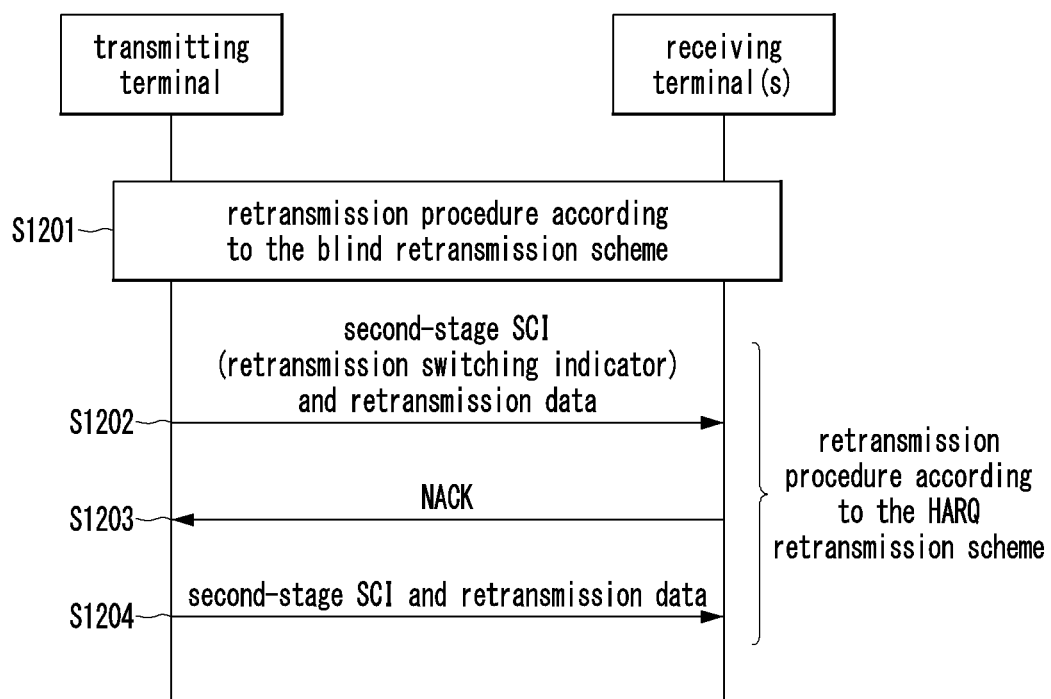 transmitting
terminal
receiving
terminal(s)
S1201
retransmission procedure according
to the blind retransmission scheme
second-stage SCI
(retransmission switching indicator)
and retransmission data
S1202
NACK
S1203
second-stage SCI and retransmission data
S1204
retransmission
procedure according
to the HARQ
retransmission scheme